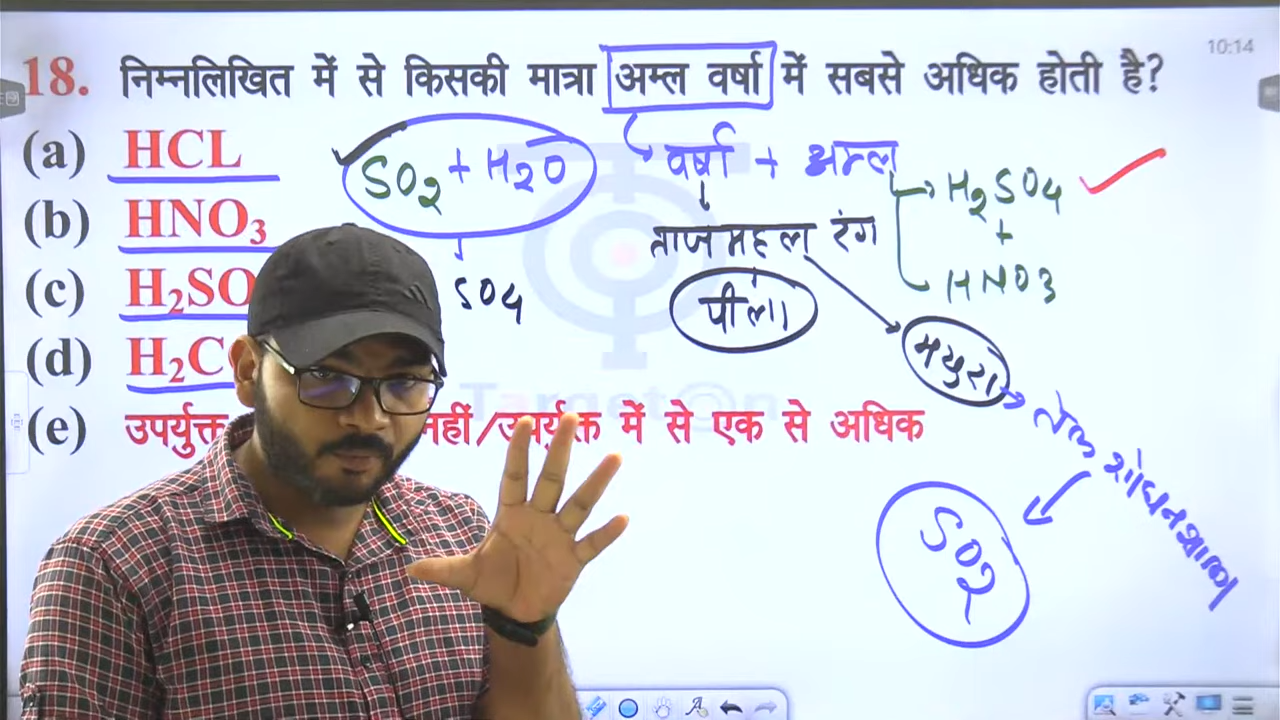 10:14
18. निम्नलिखित में से किसकी मात्रा अम्ल वर्षा में सबसे अधिक होती है?
(a) HCL
(b) HNO3
(c) H2SO
(d) H2C
(e) उपर्युक्त नहीं/उपर्युक्त में से एक से अधिक
SO2 + H2O
SO4
वर्षा + अम्ल
H2SO4
+
HNO3
ताजमहल रंग
पीला
मथुरा
तेल शोधनशाला
SO2
Target@n